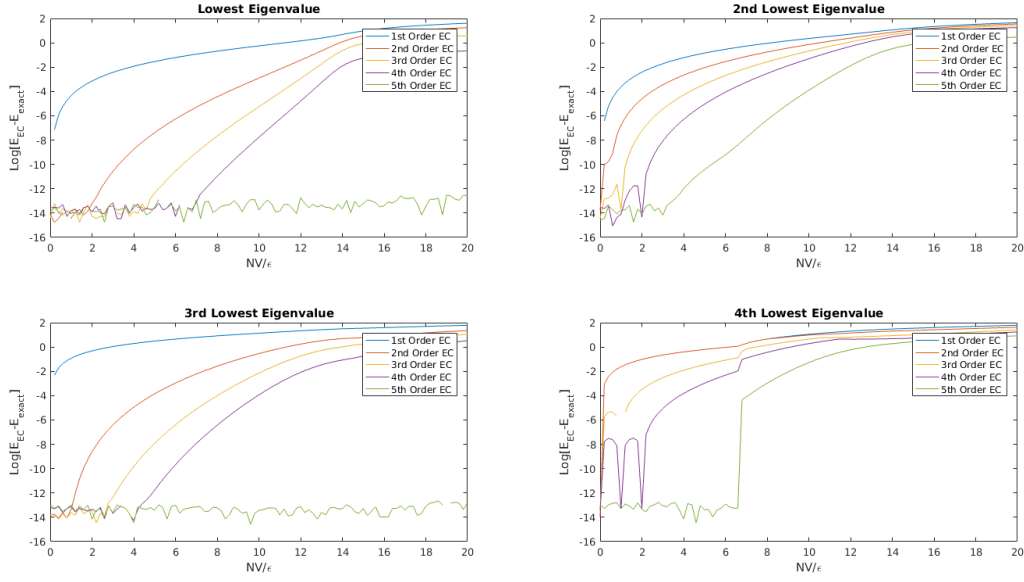 Lowest Eigenvalue
2
0
-2
-4
-6
-8
-10
-12
-14
-16
Log[E_EC-E_exact]
0 2 4 6 8 10 12 14 16 18 20
NV/ϵ
1st Order EC
2nd Order EC
3rd Order EC
4th Order EC
5th Order EC
2nd Lowest Eigenvalue
2
0
-2
-4
-6
-8
-10
-12
-14
-16
Log[E_EC-E_exact]
0 2 4 6 8 10 12 14 16 18 20
NV/ϵ
1st Order EC
2nd Order EC
3rd Order EC
4th Order EC
5th Order EC
3rd Lowest Eigenvalue
2
0
-2
-4
-6
-8
-10
-12
-14
-16
Log[E_EC-E_exact]
0 2 4 6 8 10 12 14 16 18 20
NV/ϵ
1st Order EC
2nd Order EC
3rd Order EC
4th Order EC
5th Order EC
4th Lowest Eigenvalue
2
0
-2
-4
-6
-8
-10
-12
-14
-16
Log[E_EC-E_exact]
0 2 4 6 8 10 12 14 16 18 20
NV/ϵ
1st Order EC
2nd Order EC
3rd Order EC
4th Order EC
5th Order EC